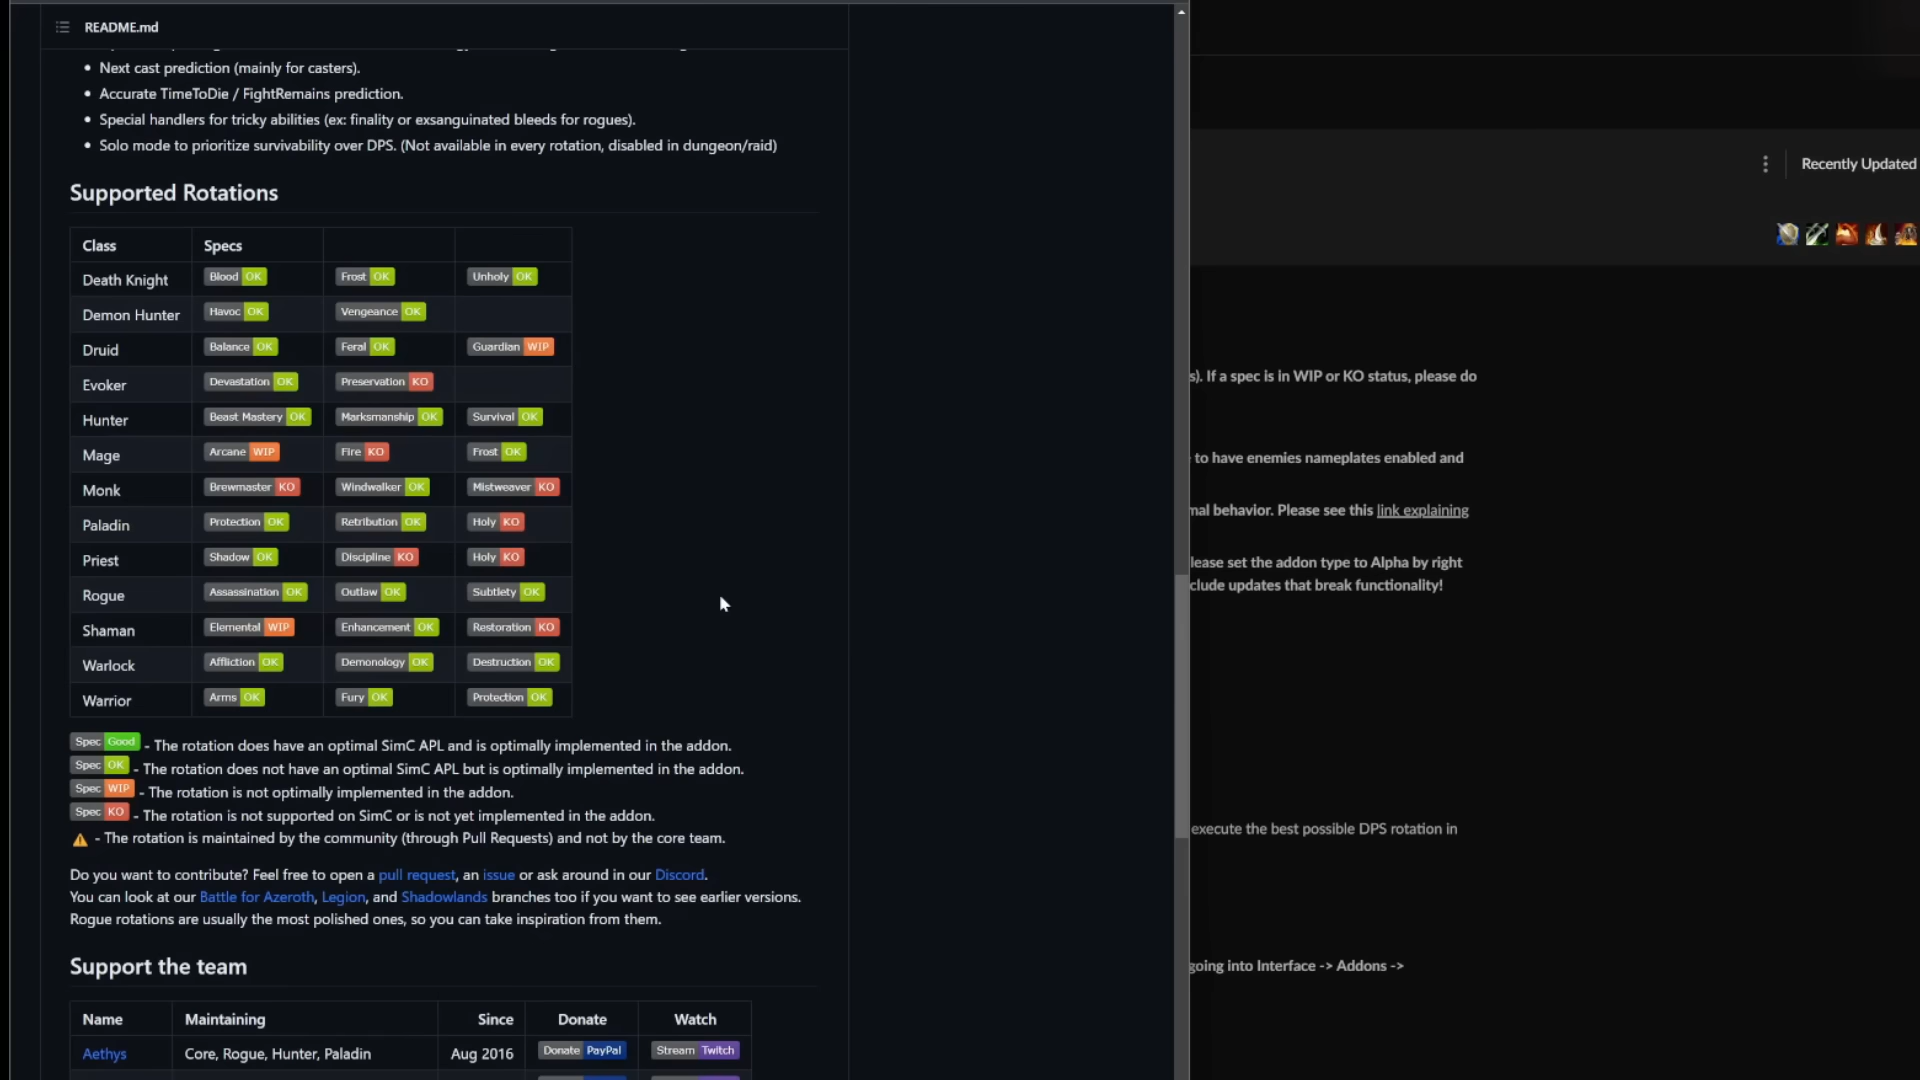 README.md
Next cast prediction (mainly for casters).
Accurate TimeToDie / FightRemains prediction.
Special handlers for tricky abilities (ex: finality or exsanguinated bleeds for rogues).
Solo mode to prioritize survivability over DPS. (Not available in every rotation, disabled in dungeon/raid)
Supported Rotations
Class Specs
Death Knight Blood OK Frost OK Unholy OK
Demon Hunter Havoc OK Vengeance OK
Druid Balance OK Feral OK Guardian WIP
Evoker Devastation OK Preservation KO
Hunter Beast Mastery OK Marksmanship OK Survival OK
Mage Arcane WIP Fire KO Frost OK
Monk Brewmaster KO Windwalker OK Mistweaver KO
Paladin Protection OK Retribution OK Holy KO
Priest Shadow OK Discipline KO Holy KO
Rogue Assassination OK Outlaw OK Subtlety OK
Shaman Elemental WIP Enhancement OK Restoration KO
Warlock Affliction OK Demonology OK Destruction OK
Warrior Arms OK Fury OK Protection OK
Spec Good - The rotation does have an optimal SimC APL and is optimally implemented in the addon.
Spec OK - The rotation does not have an optimal SimC APL but is optimally implemented in the addon.
Spec WIP - The rotation is not optimally implemented in the addon.
Spec KO - The rotation is not supported on SimC or is not yet implemented in the addon.
⚠ - The rotation is maintained by the community (through Pull Requests) and not by the core team.
Do you want to contribute? Feel free to open a pull request, an issue or ask around in our Discord.
You can look at our Battle for Azeroth, Legion, and Shadowlands branches too if you want to see earlier versions.
Rogue rotations are usually the most polished ones, so you can take inspiration from them.
Support the team
Name Maintaining Since Donate Watch
Aethys Core, Rogue, Hunter, Paladin Aug 2016 Donate PayPal Stream Twitch
Recently Updated
s). If a spec is in WIP or KO status, please do
to have enemies nameplates enabled and
mal behavior. Please see this link explaining
lease set the addon type to Alpha by right
clude updates that break functionality!
execute the best possible DPS rotation in
going into Interface -> Addons ->